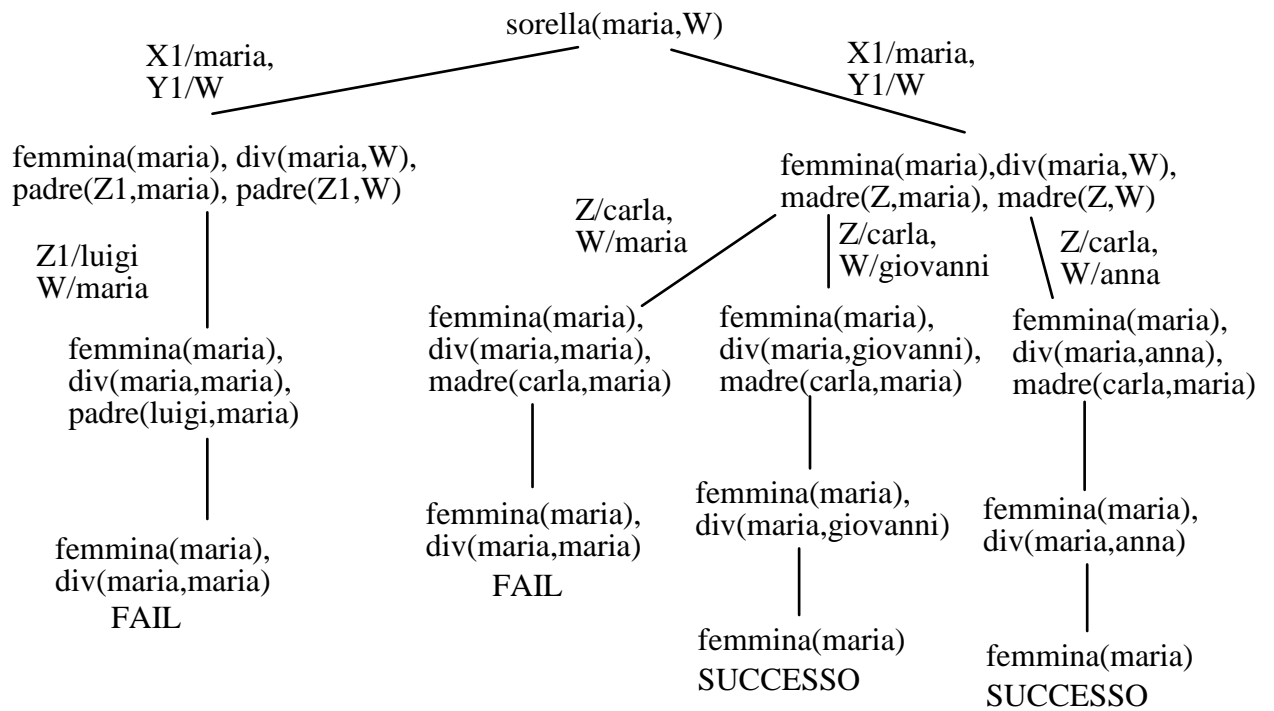 sorella(maria,W)
X1/maria,
Y1/W
X1/maria,
Y1/W
femmina(maria), div(maria,W),
padre(Z1,maria), padre(Z1,W)
femmina(maria),div(maria,W),
madre(Z,maria), madre(Z,W)
Z1/luigi
W/maria
Z/carla,
W/maria
Z/carla,
W/giovanni
Z/carla,
W/anna
femmina(maria),
div(maria,maria),
padre(luigi,maria)
femmina(maria),
div(maria,maria),
madre(carla,maria)
femmina(maria),
div(maria,giovanni),
madre(carla,maria)
femmina(maria),
div(maria,anna),
madre(carla,maria)
femmina(maria),
div(maria,maria)
FAIL
femmina(maria),
div(maria,maria)
FAIL
femmina(maria),
div(maria,giovanni)
femmina(maria),
div(maria,anna)
femmina(maria)
SUCCESSO
femmina(maria)
SUCCESSO